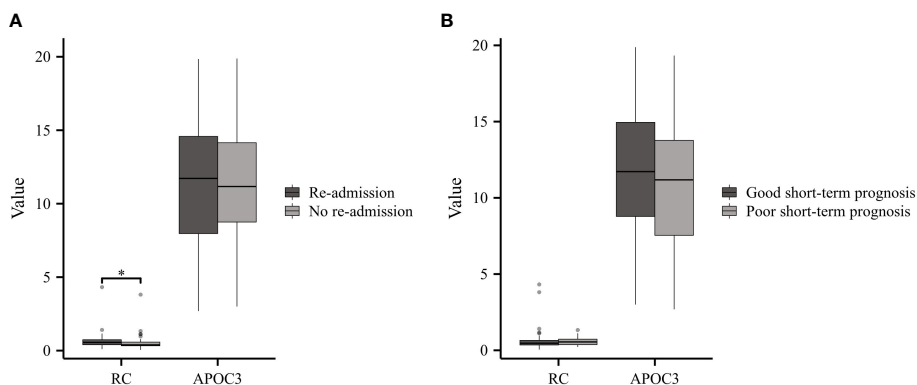 A
Value
20
15
10
5
0
*
RC
APOC3
Re-admission
No re-admission
B
Value
20
15
10
5
0
RC
APOC3
Good short-term prognosis
Poor short-term prognosis